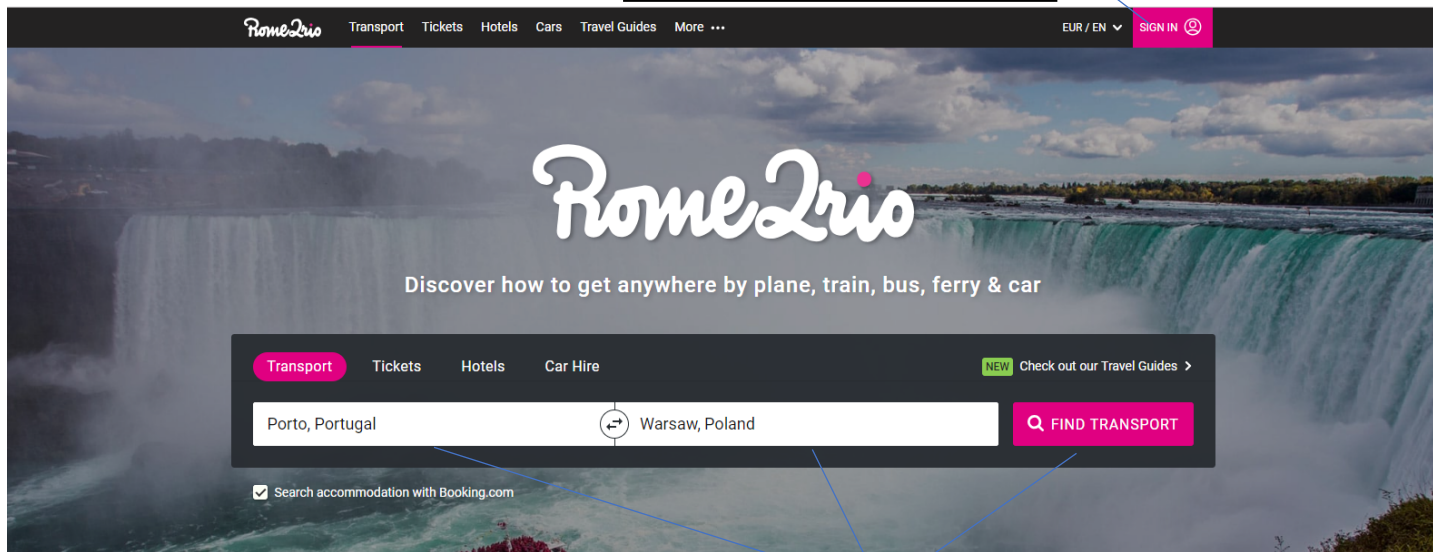 Rome2rio Transport Tickets Hotels Cars Travel Guides More ••• EUR / EN SIGN IN
Rome2rio
Discover how to get anywhere by plane, train, bus, ferry & car
Transport Tickets Hotels Car Hire NEW Check out our Travel Guides
Porto, Portugal Warsaw, Poland FIND TRANSPORT
Search accommodation with Booking.com